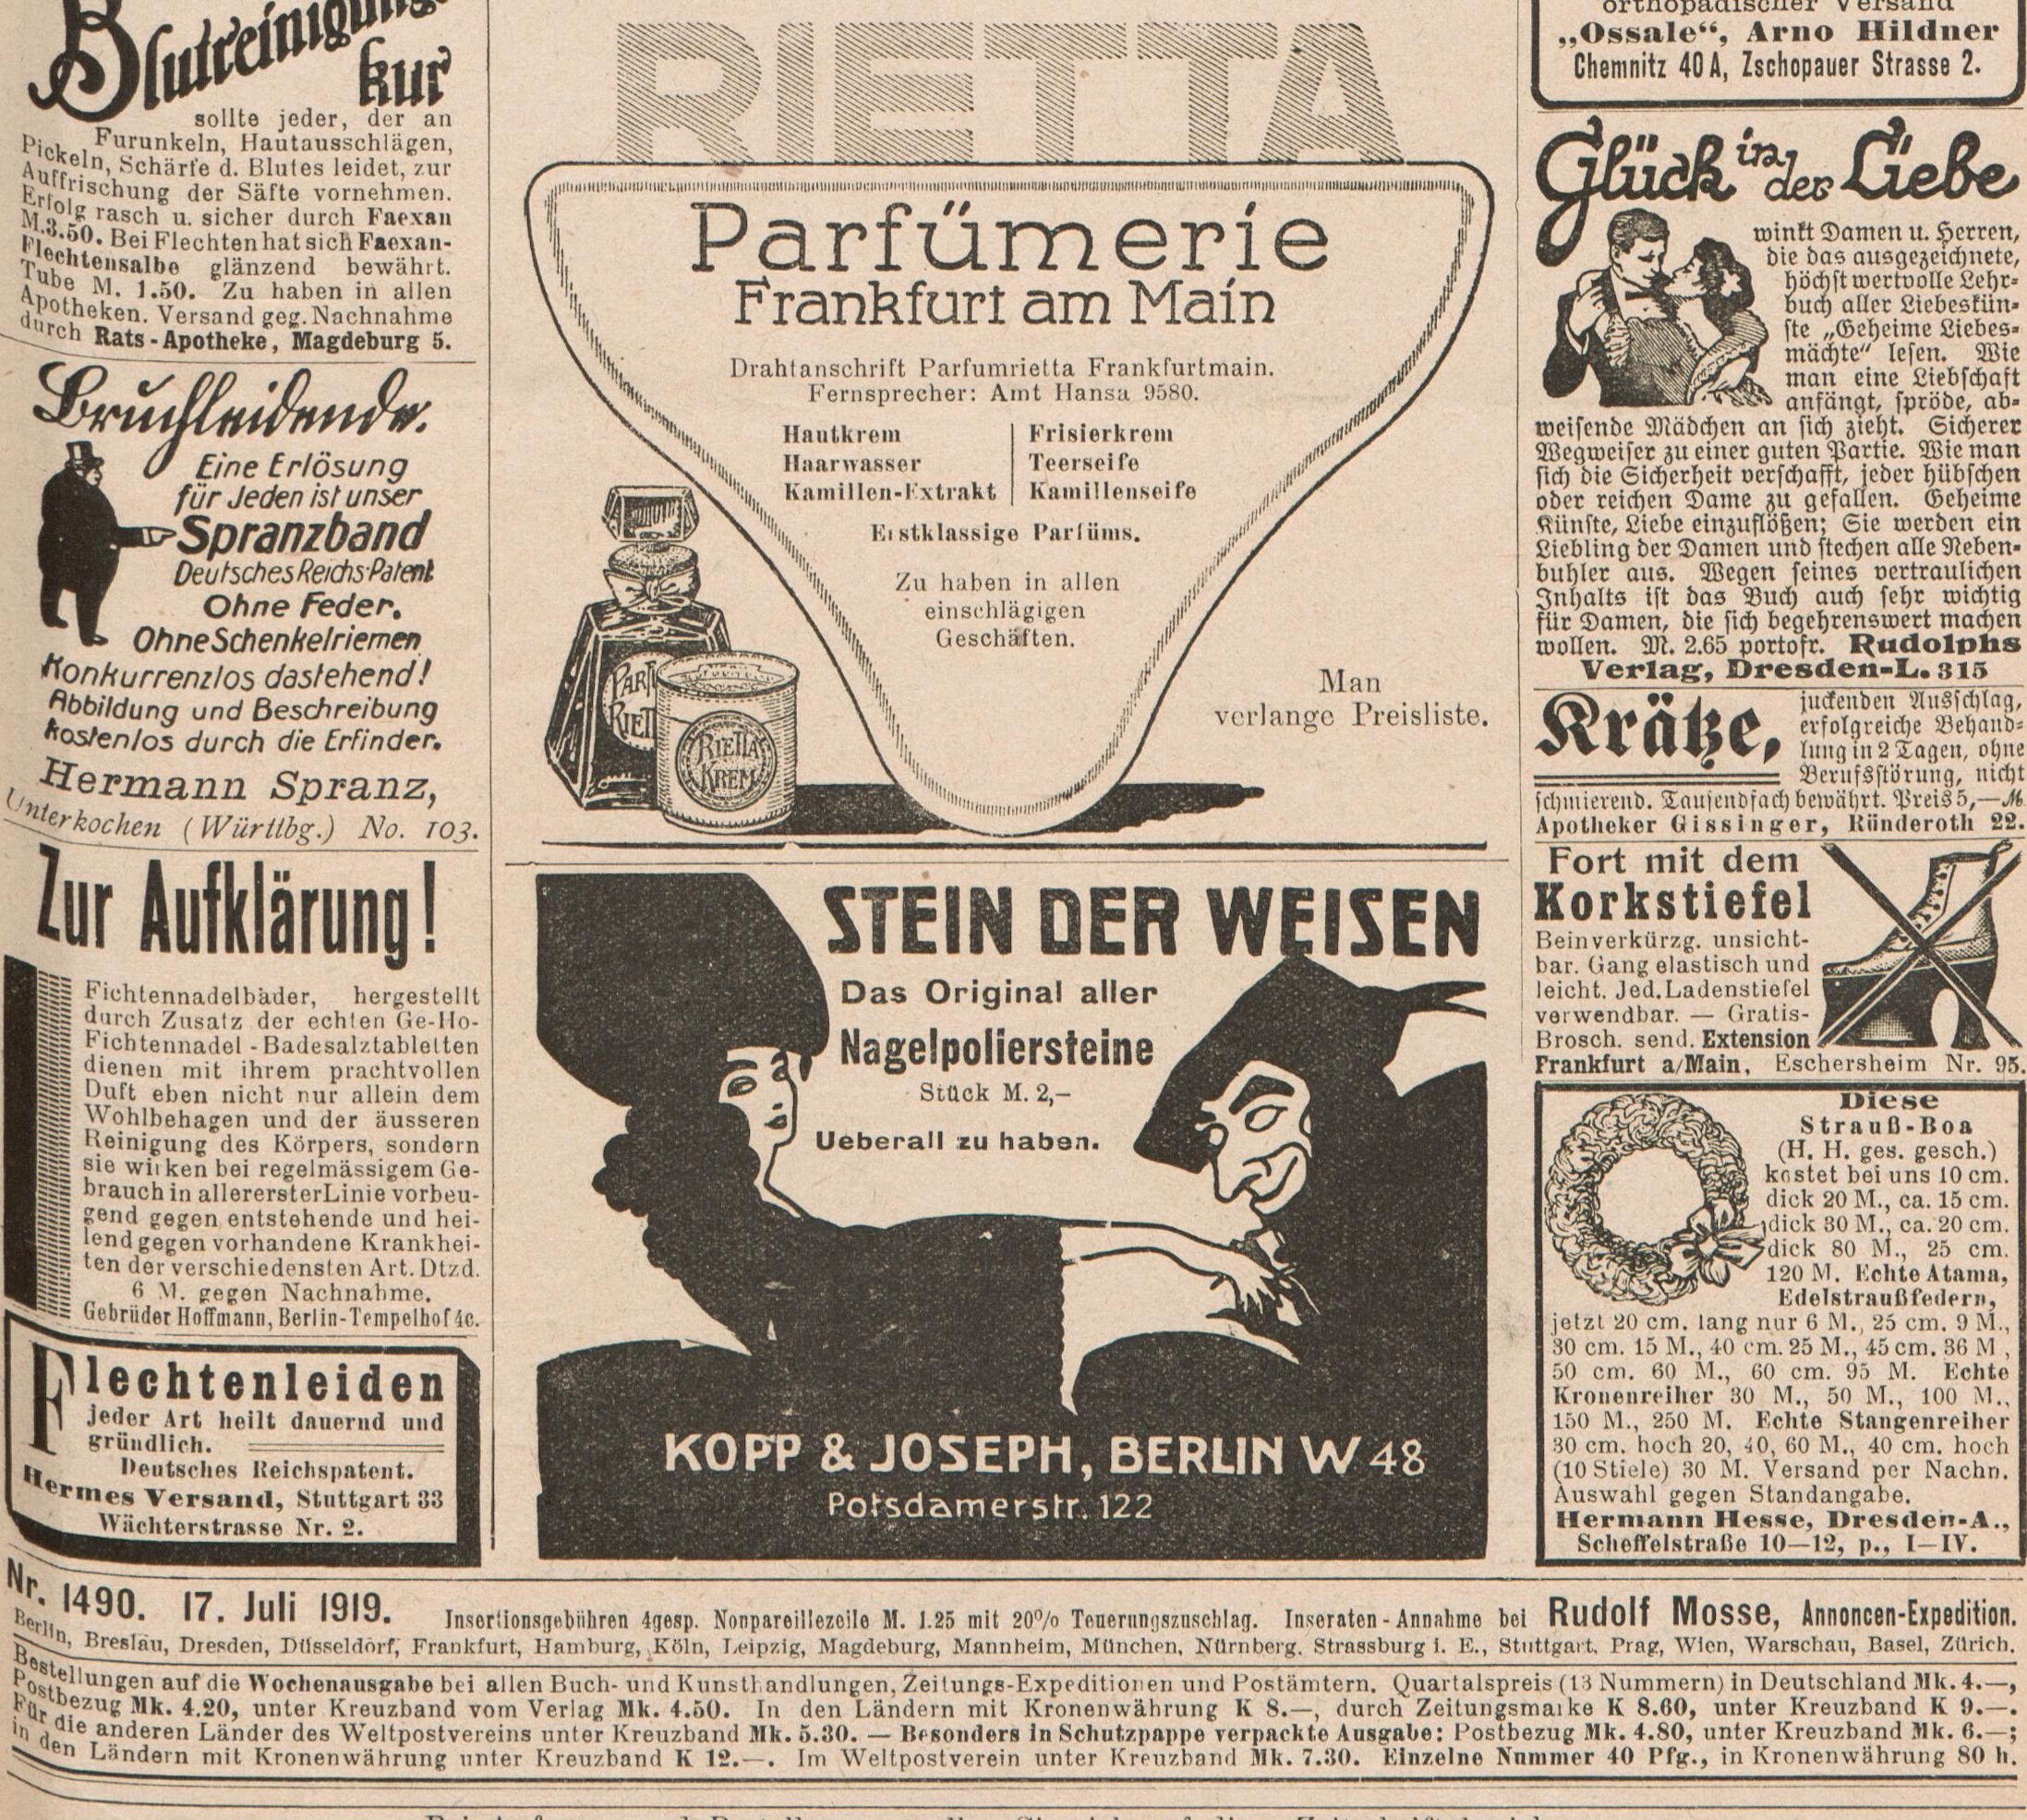 Blutreinigungs-
kur
sollte jeder, der an
Furunkeln, Hautausschlägen,
Pickeln, Schärfe d. Blutes leidet, zur
Auffrischung der Säfte vornehmen.
Erfolg rasch u. sicher durch Faexan
M.3.50. Bei Flechten hat sich Faexan-
Flechtensalbe glänzend bewährt.
Tube M. 1.50. Zu haben in allen
Apotheken. Versand geg. Nachnahme
durch Rats-Apotheke, Magdeburg 5.
Bruchleidende.
Eine Erlösung
für Jeden ist unser
Spranzband
Deutsches Reichs-Patent
Ohne Feder.
Ohne Schenkelriemen
Konkurrenzlos dastehend!
Abbildung und Beschreibung
kostenlos durch die Erfinder.
Hermann Spranz,
Unterkochen (Württbg.) No. 103.
Zur Aufklärung!
Fichtennadelbäder, hergestellt
durch Zusatz der echten Ge-Ho-
Fichtennadel-Badesalztabletten
dienen mit ihrem prachtvollen
Duft eben nicht nur allein dem
Wohlbehagen und der äusseren
Reinigung des Körpers, sondern
sie wirken bei regelmässigem Ge-
brauch in allererster Linie vorbeu-
gend gegen entstehende und hei-
lend gegen vorhandene Krankhei-
ten der verschiedensten Art. Dtzd.
6 M. gegen Nachnahme.
Gebrüder Hoffmann, Berlin-Tempelhof 4c.
Flechtenleiden
jeder Art heilt dauernd und
gründlich.
Deutsches Reichspatent.
Hermes Versand, Stuttgart 33
Wächterstrasse Nr. 2.
RIETTA
Parfümerie
Frankfurt am Main
Drahtanschrift Parfumrietta Frankfurtmain.
Fernsprecher: Amt Hansa 9580.
Hautkrem
Haarwasser
Kamillen-Extrakt
Frisierkrem
Teerseife
Kamillenseife
Erstklassige Parfüms.
Zu haben in allen
einschlägigen
Geschäften.
RIETTA
KREM
Man
verlange Preisliste.
STEIN DER WEISEN
Das Original aller
Nagelpoliersteine
Stück M. 2,-
Ueberall zu haben.
KOPP & JOSEPH, BERLIN W 48
Potsdamerstr. 122
orthopädischer Versand
„Ossale“, Arno Hildner
Chemnitz 40 A, Zschopauer Strasse 2.
Glück in der Liebe
winkt Damen u. Herren,
die das ausgezeichnete,
höchst wertvolle Lehr-
buch aller Liebeskün-
ste „Geheime Liebes-
mächte“ lesen. Wie
man eine Liebschaft
anfängt, spröde, ab-
weisende Mädchen an sich zieht. Sicherer
Wegweiser zu einer guten Partie. Wie man
sich die Sicherheit verschafft, jeder hübschen
oder reichen Dame zu gefallen. Geheime
Künste, Liebe einzuflößen; Sie werden ein
Liebling der Damen und stechen alle Neben-
buhler aus. Wegen seines vertraulichen
Inhalts ist das Buch auch sehr wichtig
für Damen, die sich begehrenswert machen
wollen. M. 2.65 portofr. Rudolphs
Verlag, Dresden-L. 315
Krätze,
juckenden Ausschlag,
erfolgreiche Behand-
lung in 2 Tagen, ohne
Berufsstörung, nicht
schmierend. Tausendfach bewährt. Preis 5,— M
Apotheker Gissinger, Ründeroth 22.
Fort mit dem
Korkstiefel
Beinverkürzg. unsicht-
bar. Gang elastisch und
leicht. Jed. Ladenstiefel
verwendbar. — Gratis-
Brosch. send. Extension
Frankfurt a/Main, Eschersheim Nr. 95.
Diese
Strauß-Boa
(H. H. ges. gesch.)
kostet bei uns 10 cm.
dick 20 M., ca. 15 cm.
dick 30 M., ca. 20 cm.
dick 80 M., 25 cm.
120 M. Echte Atama,
Edelstraußfedern,
jetzt 20 cm. lang nur 6 M., 25 cm. 9 M.,
30 cm. 15 M., 40 cm. 25 M., 45 cm. 36 M,
50 cm. 60 M., 60 cm. 95 M. Echte
Kronenreiher 30 M., 50 M., 100 M.,
150 M., 250 M. Echte Stangenreiher
30 cm. hoch 20, 40, 60 M., 40 cm. hoch
(10 Stiele) 30 M. Versand per Nachn.
Auswahl gegen Standangabe.
Hermann Hesse, Dresden-A.,
Scheffelstraße 10—12, p., I—IV.
Nr. 1490. 17. Juli 1919. Insertionsgebühren 4gesp. Nonpareillezeile M. 1.25 mit 20% Teuerungszuschlag. Inseraten-Annahme bei Rudolf Mosse, Annoncen-Expedition.
Berlin, Breslau, Dresden, Düsseldorf, Frankfurt, Hamburg, Köln, Leipzig, Magdeburg, Mannheim, München, Nürnberg, Strassburg i. E., Stuttgart, Prag, Wien, Warschau, Basel, Zürich.
Bestellungen auf die Wochenausgabe bei allen Buch- und Kunsthandlungen, Zeitungs-Expeditionen und Postämtern. Quartalspreis (13 Nummern) in Deutschland Mk. 4.—,
Postbezug Mk. 4.20, unter Kreuzband vom Verlag Mk. 4.50. In den Ländern mit Kronenwährung K 8.—, durch Zeitungsmarke K 8.60, unter Kreuzband K 9.—.
Für die anderen Länder des Weltpostvereins unter Kreuzband Mk. 5.30. — Besonders in Schutzpappe verpackte Ausgabe: Postbezug Mk. 4.80, unter Kreuzband Mk. 6.—;
in den Ländern mit Kronenwährung unter Kreuzband K 12.—. Im Weltpostverein unter Kreuzband Mk. 7.30. Einzelne Nummer 40 Pfg., in Kronenwährung 80 h.